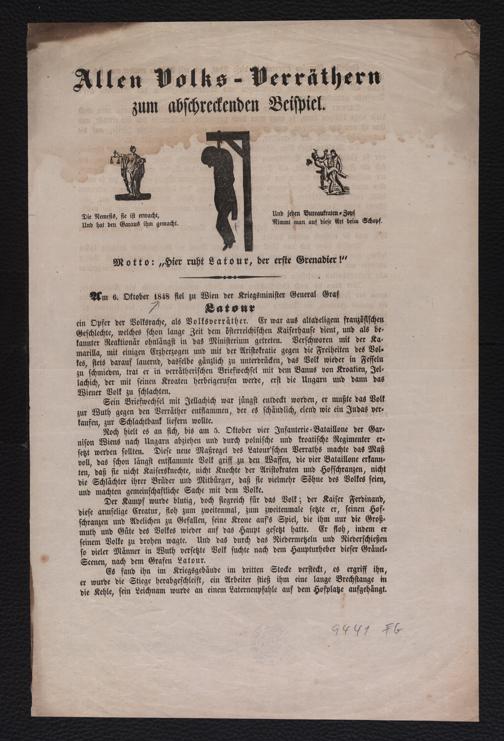 Allen Volks-Verräthern
zum abschreckenden Beispiel.
Die Nemesis, sie ist erwacht,
Und hat den Garaus ihm gemacht.
Und jeden Bureaukraten-Zopf
Nimmt man auf diese Art beim Schopf.
Motto: „Hier ruht Latour, der erste Grenadier!“
Am 6. Oktober 1848 fiel zu Wien der Kriegsminister General Graf
Latour
ein Opfer der Volksrache, als Volksverräther. Er war aus altadeligem französischen
Geschlechte, welches schon lange Zeit dem österreichischen Kaiserhause dient, und als be-
kannter Reaktionär ohnlängst in das Ministerium getreten. Verschworen mit der Ka-
marilla, mit einigen Erzherzogen und mit der Aristokratie gegen die Freiheiten des Vol-
kes, stets darauf lauernd, dasselbe gänzlich zu unterdrücken, das Volk wieder in Fesseln
zu schmieden, trat er in verrätherischen Briefwechsel mit dem Banus von Kroatien, Jel-
lachich, der mit seinen Kroaten herbeigerufen werde, erst die Ungarn und dann das
Wiener Volk zu schlachten.
Sein Briefwechsel mit Jellachich war jüngst entdeckt worden, er mußte das Volk
zur Wuth gegen den Verräther entflammen, der es schändlich, elend wie ein Judas ver-
kaufen, zur Schlachtbank liefern wollte.
Noch hielt es an sich, bis am 5. Oktober vier Infanterie-Bataillone der Gar-
nison Wiens nach Ungarn abziehen und durch polnische und kroatische Regimenter er-
setzt werden sollten. Diese neue Maßregel des Latour'schen Verraths machte das Maß
voll, das schon längst entflammte Volk griff zu den Waffen, die vier Bataillone erkann-
ten, daß sie nicht Kaisersknechte, nicht Knechte der Aristokraten und Hofschranzen, nicht
die Schlächter ihrer Brüder und Mitbürger, daß sie vielmehr Söhne des Volkes seien,
und machten gemeinschaftliche Sache mit dem Volke.
Der Kampf wurde blutig, doch siegreich für das Volk; der Kaiser Ferdinand,
diese armselige Creatur, floh zum zweitenmal, zum zweitenmale setzte er, seinen Hof-
schranzen und Adelichen zu Gefallen, seine Krone auf's Spiel, die ihm nur die Groß-
muth und Güte des Volkes wieder auf das Haupt gesetzt hatte. Er floh, indem er
seinem Volke zu drohen wagte. Und das durch das Niedermetzeln und Niederschießen
so vieler Männer in Wuth versetzte Volk suchte nach dem Haupturheber dieser Gräuel-
Scenen, nach dem Grafen Latour.
Es fand ihn im Kriegsgebäude im dritten Stocke versteckt, es ergriff ihn,
er wurde die Stiege herabgeschleift, ein Arbeiter stieß ihm eine lange Brechstange in
die Kehle, sein Leichnam wurde an einem Laternenpfahle auf dem Hofplatze aufgehängt.
9441 FG